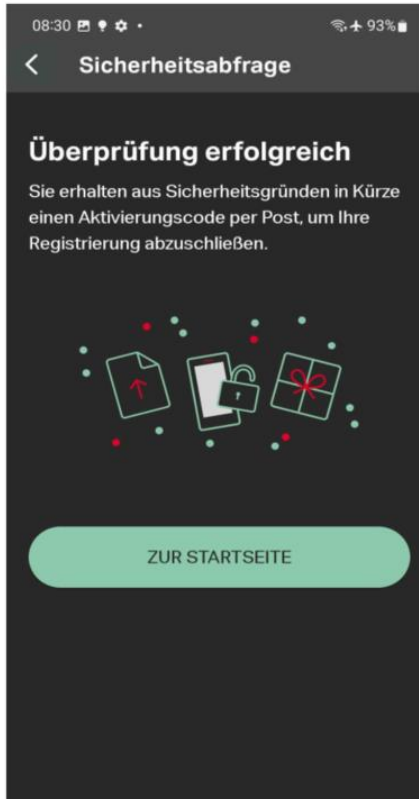 08:30
93%
Sicherheitsabfrage
Überprüfung erfolgreich
Sie erhalten aus Sicherheitsgründen in Kürze
einen Aktivierungscode per Post, um Ihre
Registrierung abzuschließen.
ZUR STARTSEITE